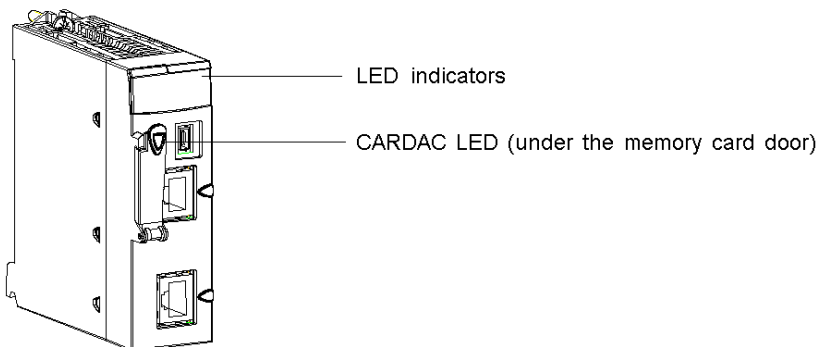 LED indicators
CARDAC LED (under the memory card door)